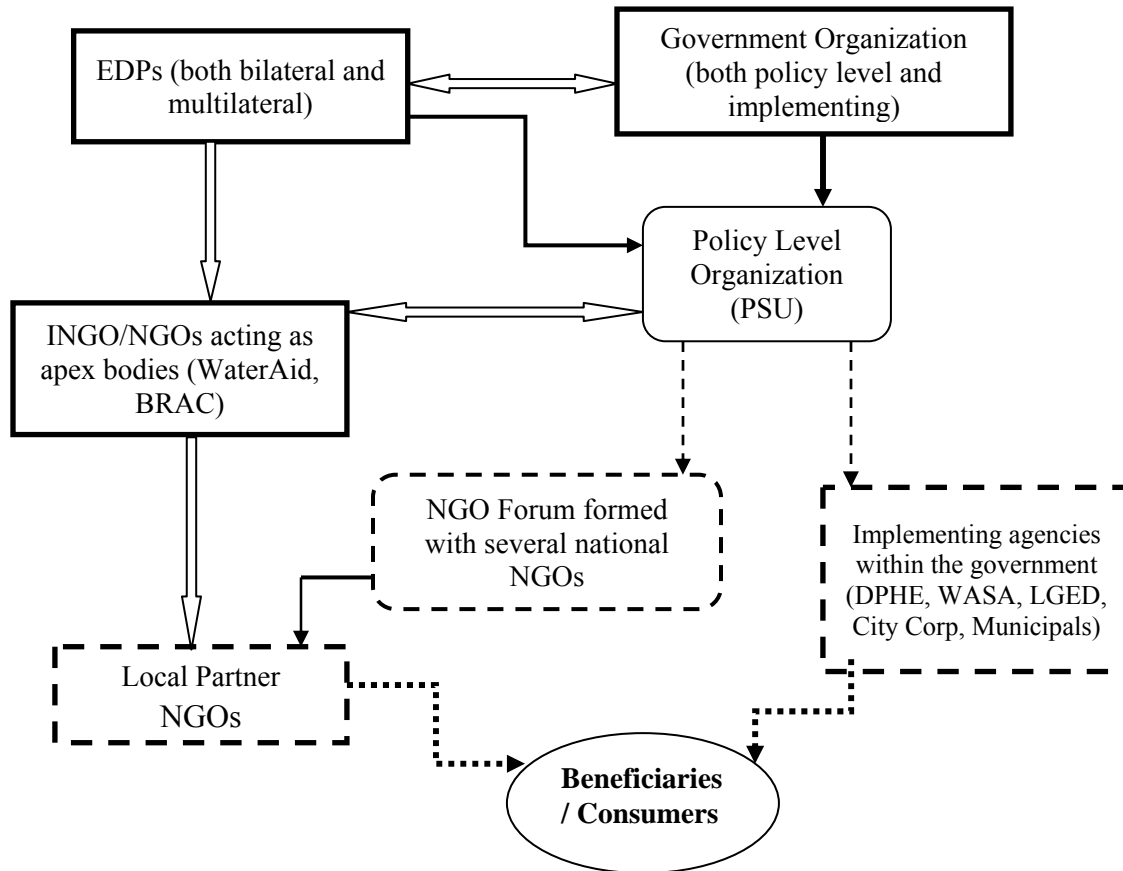 EDPs (both bilateral and
multilateral)
Government Organization
(both policy level and
implementing)
Policy Level
Organization
(PSU)
INGO/NGOs acting as
apex bodies (WaterAid,
BRAC)
NGO Forum formed
with several national
NGOs
Implementing agencies
within the government
(DPHE, WASA, LGED,
City Corp, Municipals)
Local Partner
NGOs
Beneficiaries
/ Consumers